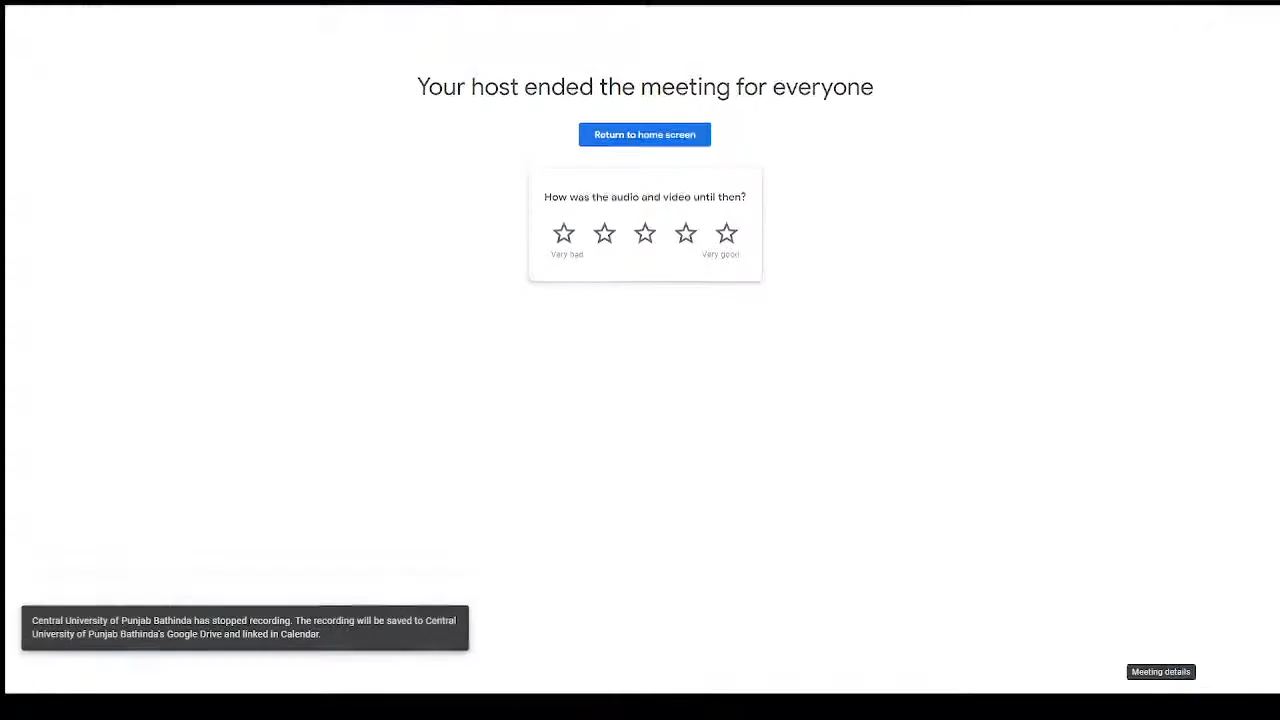 Your host ended the meeting for everyone
Return to home screen
How was the audio and video until then?
Very bad
Very good
Central University of Punjab Bathinda has stopped recording. The recording will be saved to Central
University of Punjab Bathinda's Google Drive and linked in Calendar.
Meeting details